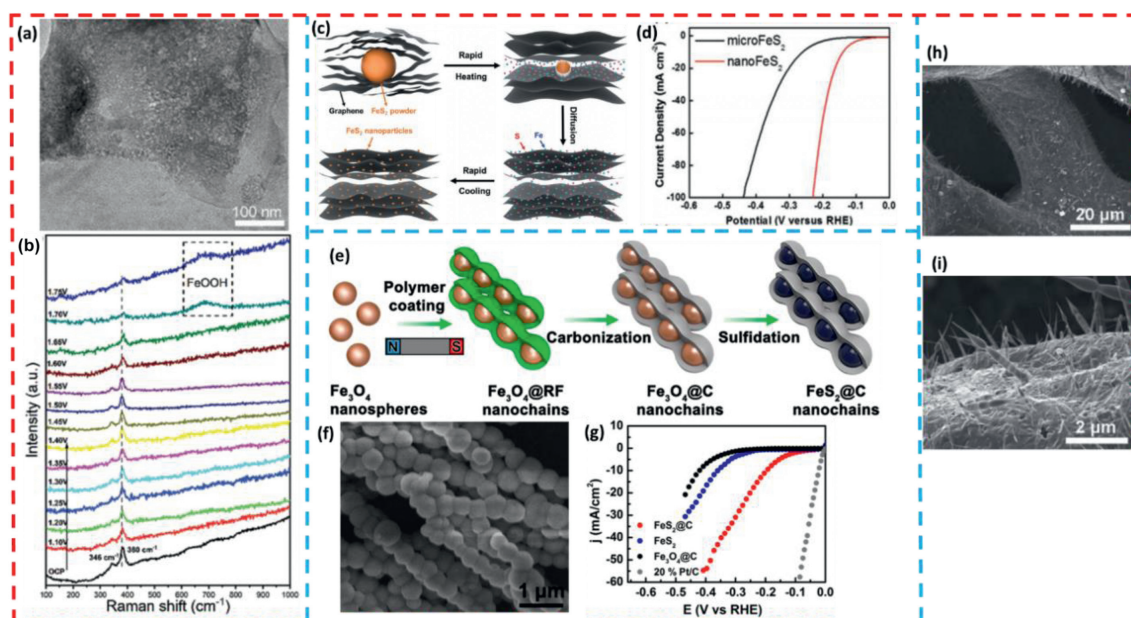 (a)
100 nm
(b)
Intensity (a.u.)
FeOOH
1.75V
1.70V
1.65V
1.60V
1.55V
1.50V
1.45V
1.40V
1.35V
1.30V
1.25V
1.20V
1.10V
OCP
346 cm⁻¹
380 cm⁻¹
100 200 300 400 500 600 700 800 900 1000
Raman shift (cm⁻¹)
(c)
Rapid
Heating
Graphene
FeS₂ powder
FeS₂ nanoparticles
Diffusion
S
Fe
Rapid
Cooling
(d)
Current Density (mA cm⁻²)
0
-20
-40
-60
-80
-100
microFeS₂
nanoFeS₂
-0.6 -0.5 -0.4 -0.3 -0.2 -0.1 0.0
Potential (V versus RHE)
(e)
Polymer
coating
N
S
Carbonization
Sulfidation
Fe₃O₄
nanospheres
Fe₃O₄@RF
nanochains
Fe₃O₄@C
nanochains
FeS₂@C
nanochains
(f)
1 μm
(g)
j (mA/cm²)
5
0
-10
-20
-30
-40
-50
-60
FeS₂@C
FeS₂
Fe₃O₄@C
20 % Pt/C
-0.6 -0.4 -0.2 0.0
E (V vs RHE)
(h)
20 μm
(i)
2 μm